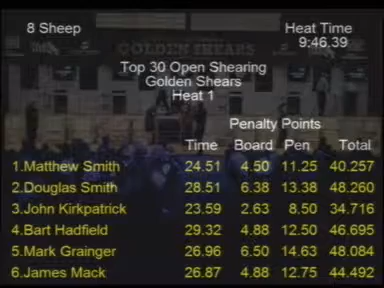 8 Sheep
Heat Time
9:46.39
GOLDEN SHEARS
Top 30 Open Shearing
Golden Shears
Heat 1
Penalty Points
Time Board Pen Total
1.Matthew Smith 24.51 4.50 11.25 40.257
2.Douglas Smith 28.51 6.38 13.38 48.260
3.John Kirkpatrick 23.59 2.63 8.50 34.716
4.Bart Hadfield 29.32 4.88 12.50 46.695
5.Mark Grainger 26.96 6.50 14.63 48.084
6.James Mack 26.87 4.88 12.75 44.492